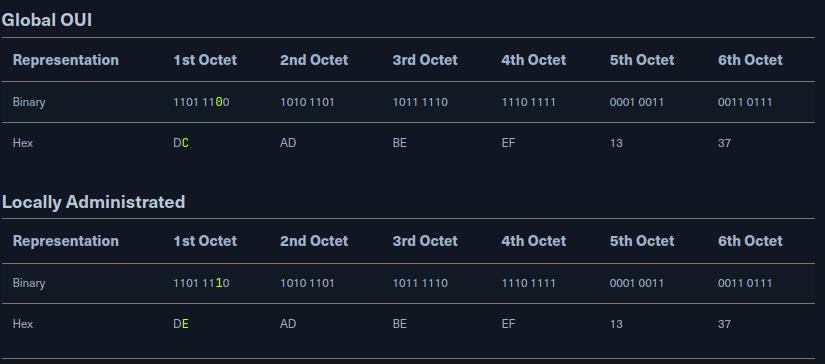 Global OUI
Representation 1st Octet 2nd Octet 3rd Octet 4th Octet 5th Octet 6th Octet
Binary 1101 1100 1010 1101 1011 1110 1110 1111 0001 0011 0011 0111
Hex DC AD BE EF 13 37
Locally Administrated
Representation 1st Octet 2nd Octet 3rd Octet 4th Octet 5th Octet 6th Octet
Binary 1101 1110 1010 1101 1011 1110 1110 1111 0001 0011 0011 0111
Hex DE AD BE EF 13 37